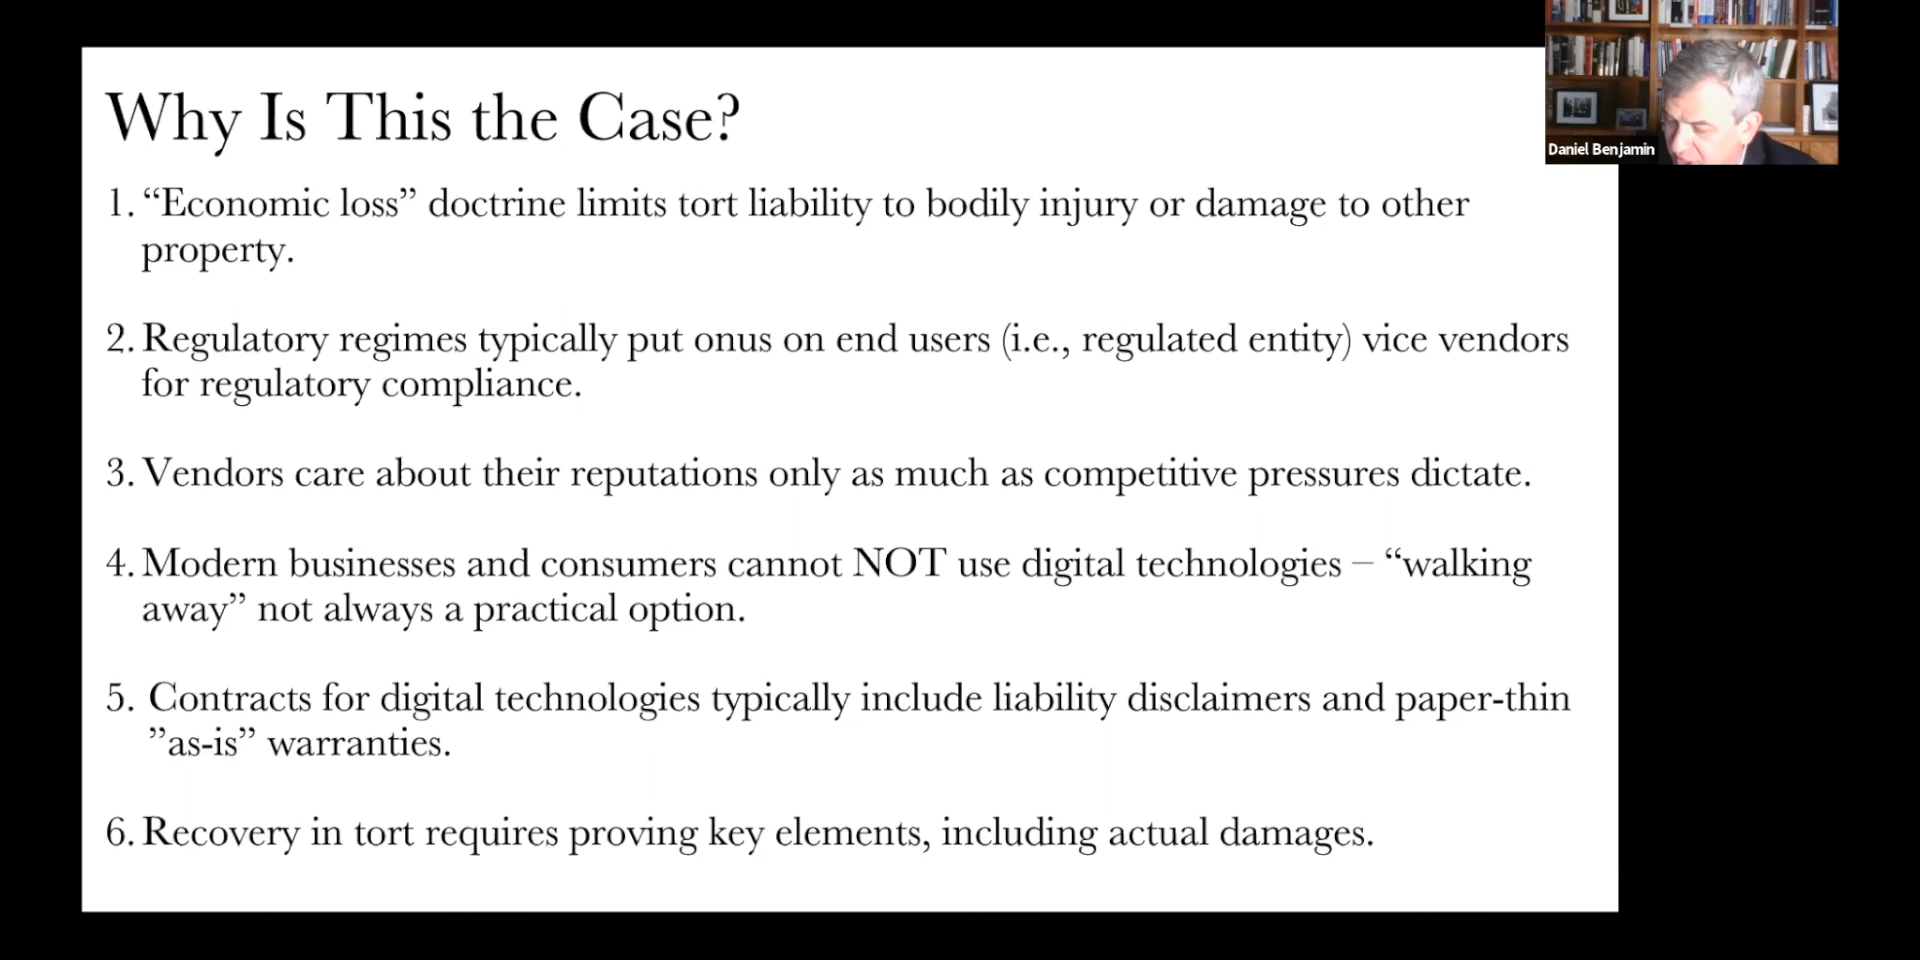 Why Is This the Case?
1. “Economic loss” doctrine limits tort liability to bodily injury or damage to other
property.
2. Regulatory regimes typically put onus on end users (i.e., regulated entity) vice vendors
for regulatory compliance.
3. Vendors care about their reputations only as much as competitive pressures dictate.
4. Modern businesses and consumers cannot NOT use digital technologies – “walking
away” not always a practical option.
5. Contracts for digital technologies typically include liability disclaimers and paper-thin
”as-is” warranties.
6. Recovery in tort requires proving key elements, including actual damages.
Daniel Benjamin